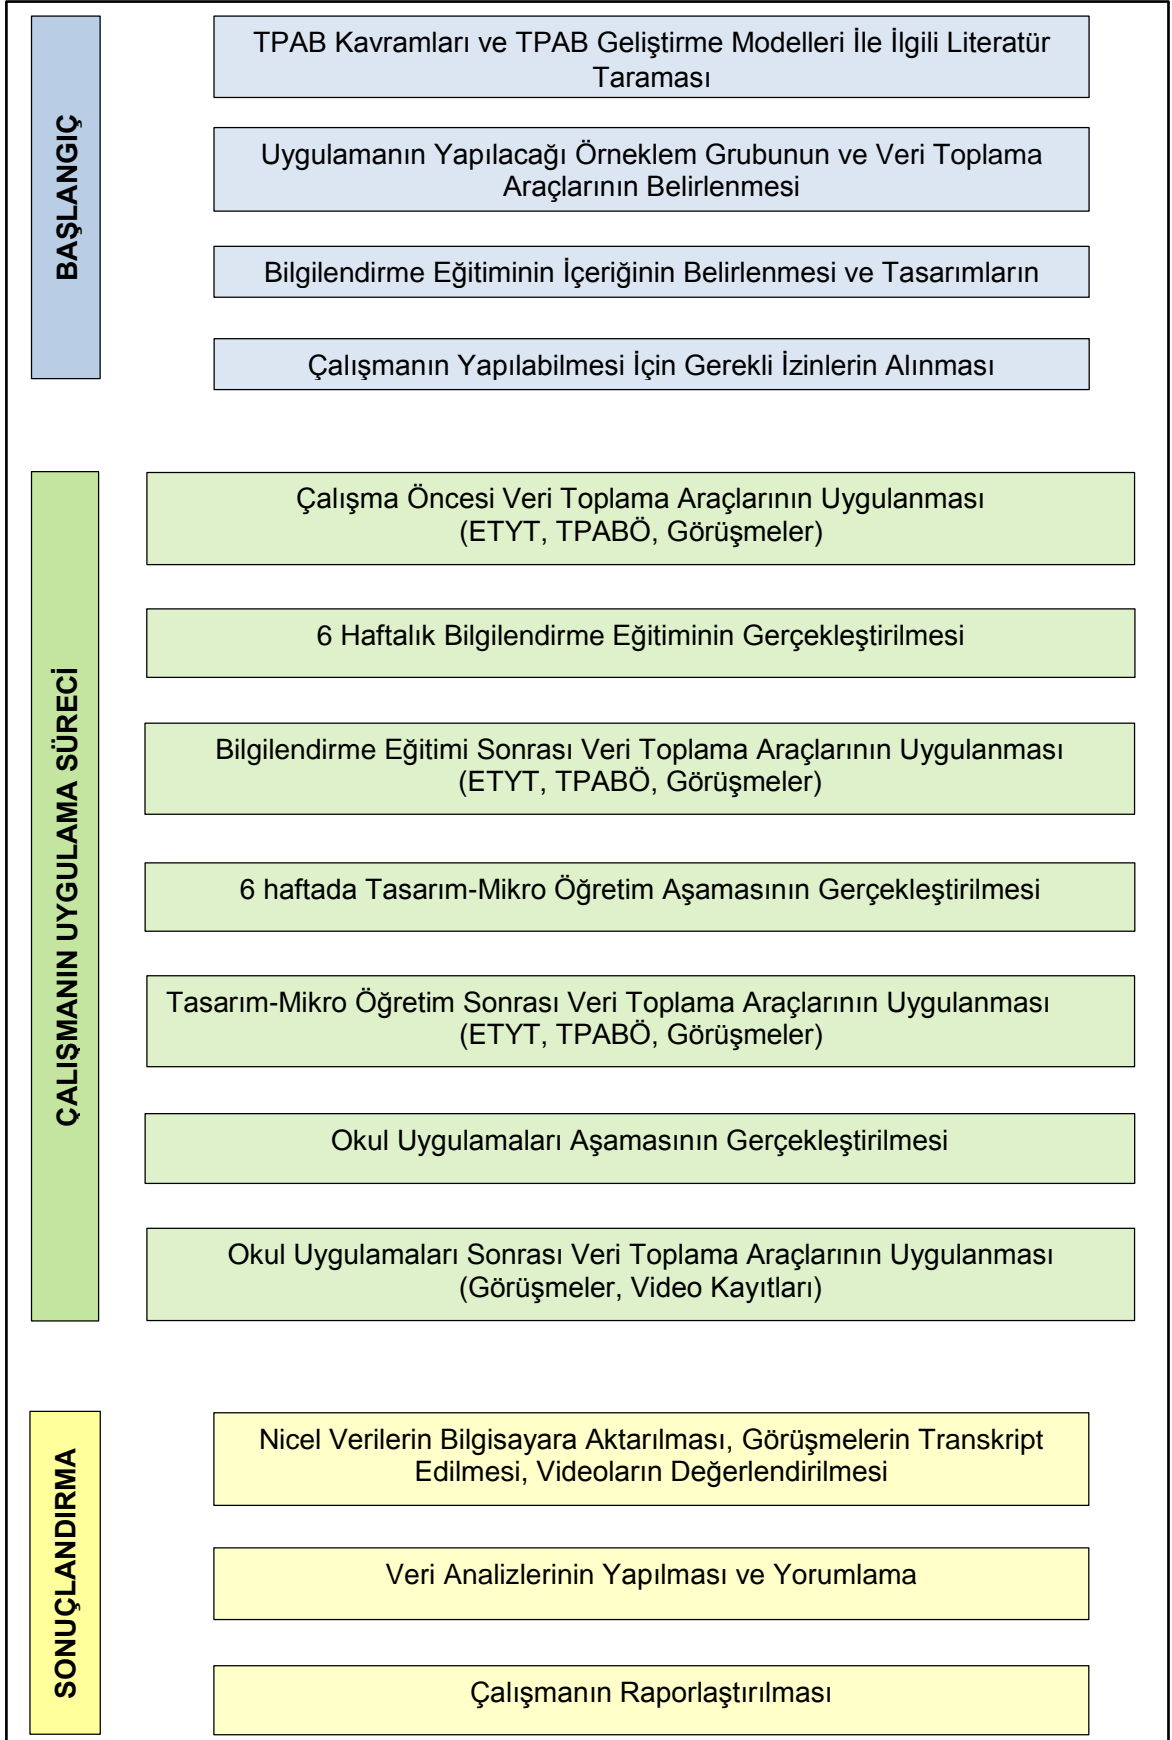 BAŞLANGIÇ
TPAB Kavramları ve TPAB Geliştirme Modelleri İle İlgili Literatür
Taraması
Uygulamanın Yapılacağı Örneklem Grubunun ve Veri Toplama
Araçlarının Belirlenmesi
Bilgilendirme Eğitiminin İçeriğinin Belirlenmesi ve Tasarımların
Çalışmanın Yapılabilmesi İçin Gerekli İzinlerin Alınması
ÇALIŞMANIN UYGULAMA SÜRECİ
Çalışma Öncesi Veri Toplama Araçlarının Uygulanması
(ETYT, TPABÖ, Görüşmeler)
6 Haftalık Bilgilendirme Eğitiminin Gerçekleştirilmesi
Bilgilendirme Eğitimi Sonrası Veri Toplama Araçlarının Uygulanması
(ETYT, TPABÖ, Görüşmeler)
6 haftada Tasarım-Mikro Öğretim Aşamasının Gerçekleştirilmesi
Tasarım-Mikro Öğretim Sonrası Veri Toplama Araçlarının Uygulanması
(ETYT, TPABÖ, Görüşmeler)
Okul Uygulamaları Aşamasının Gerçekleştirilmesi
Okul Uygulamaları Sonrası Veri Toplama Araçlarının Uygulanması
(Görüşmeler, Video Kayıtları)
SONUÇLANDIRMA
Nicel Verilerin Bilgisayara Aktarılması, Görüşmelerin Transkript
Edilmesi, Videoların Değerlendirilmesi
Veri Analizlerinin Yapılması ve Yorumlama
Çalışmanın Raporlaştırılması